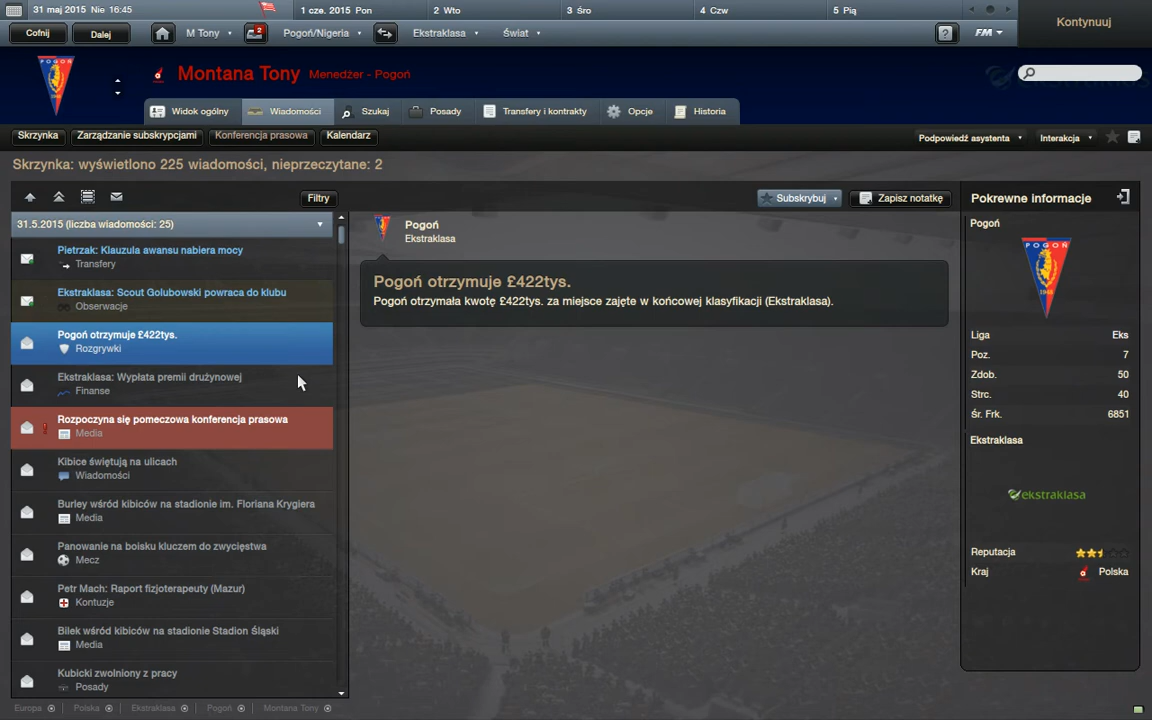 31 maj 2015 Nie 16:45
1 cze. 2015 Pon
2 Wto
3 Śro
4 Czw
5 Pią
Kontynuuj
Cofnij
Dalej
M Tony
2
Pogoń/Nigeria
Ekstraklasa
Świat
?
FM
POGOŃ
1948
Montana Tony Menedżer - Pogoń
Widok ogólny
Wiadomości
Szukaj
Posady
Transfery i kontrakty
Opcje
Historia
Skrzynka
Zarządzanie subskrypcjami
Konferencja prasowa
Kalendarz
Podpowiedź asystenta
Interakcja
Skrzynka: wyświetlono 225 wiadomości, nieprzeczytane: 2
Filtry
Subskrybuj
Zapisz notatkę
31.5.2015 (liczba wiadomości: 25)
Pietrzak: Klauzula awansu nabiera mocy
Transfery
Ekstraklasa: Scout Golubowski powraca do klubu
Obserwacje
Pogoń otrzymuje £422tys.
Rozgrywki
Ekstraklasa: Wypłata premii drużynowej
Finanse
Rozpoczyna się pomeczowa konferencja prasowa
Media
Kibice świętują na ulicach
Wiadomości
Burley wśród kibiców na stadionie im. Floriana Krygiera
Media
Panowanie na boisku kluczem do zwycięstwa
Mecz
Petr Mach: Raport fizjoterapeuty (Mazur)
Kontuzje
Bilek wśród kibiców na stadionie Stadion Śląski
Media
Kubicki zwolniony z pracy
Posady
Pogoń
Ekstraklasa
Pogoń otrzymuje £422tys.
Pogoń otrzymała kwotę £422tys. za miejsce zajęte w końcowej klasyfikacji (Ekstraklasa).
Pokrewne informacje
Pogoń
POGOŃ
1948
Liga Eks
Poz. 7
Zdob. 50
Strc. 40
Śr. Frk. 6851
Ekstraklasa
ekstraklasa
Reputacja
Kraj Polska
Europa
Polska
Ekstraklasa
Pogoń
Montana Tony